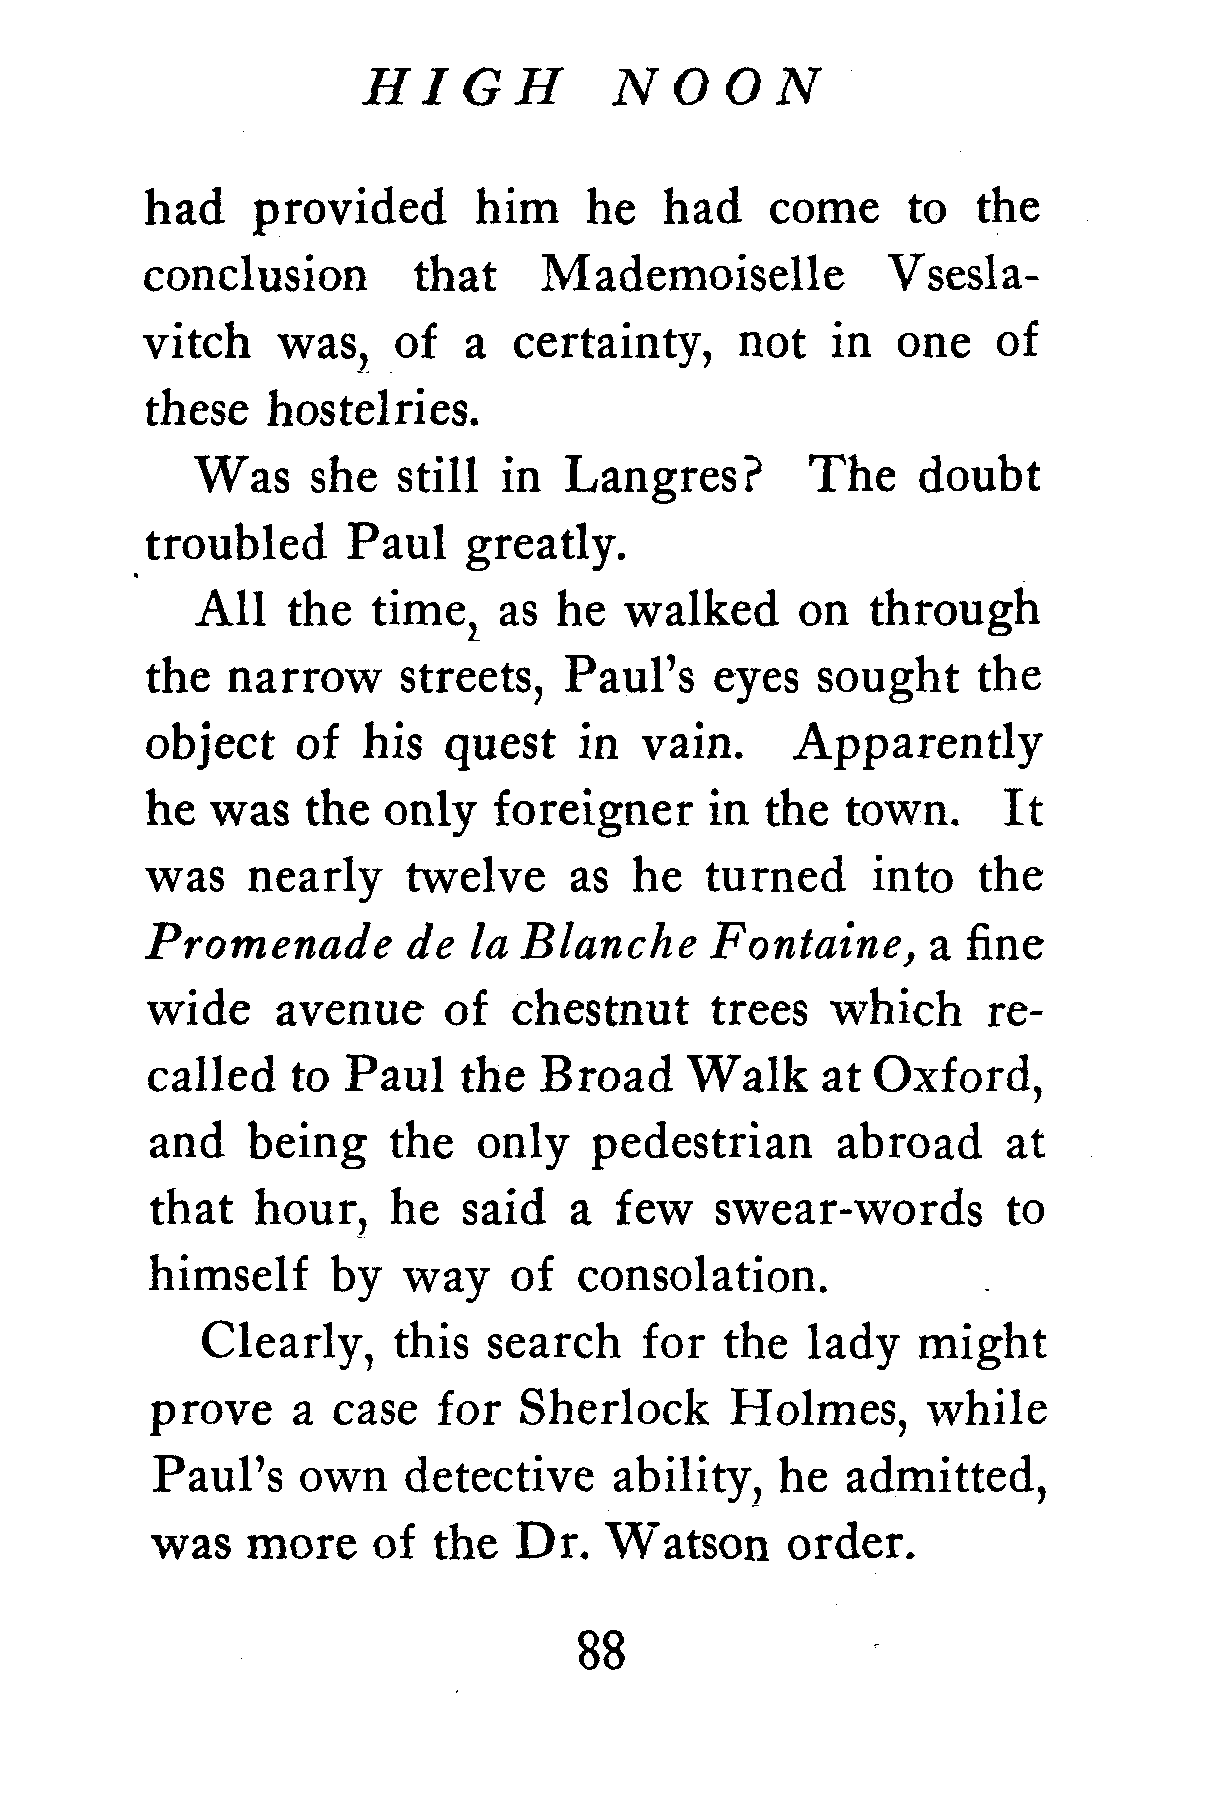 HIGH NOON
had provided him he had come to the
conclusion that Mademoiselle Vsesla-
vitch was, of a certainty, not in one of
these hostelries.
Was she still in Langres? The doubt
troubled Paul greatly.
All the time, as he walked on through
the narrow streets, Paul's eyes sought the
object of his quest in vain. Apparently
he was the only foreigner in the town. It
was nearly twelve as he turned into the
Promenade de la Blanche Fontaine, a fine
wide avenue of chestnut trees which re-
called to Paul the Broad Walk at Oxford,
and being the only pedestrian abroad at
that hour, he said a few swear-words to
himself by way of consolation.
Clearly, this search for the lady might
prove a case for Sherlock Holmes, while
Paul's own detective ability, he admitted,
was more of the Dr. Watson order.
88